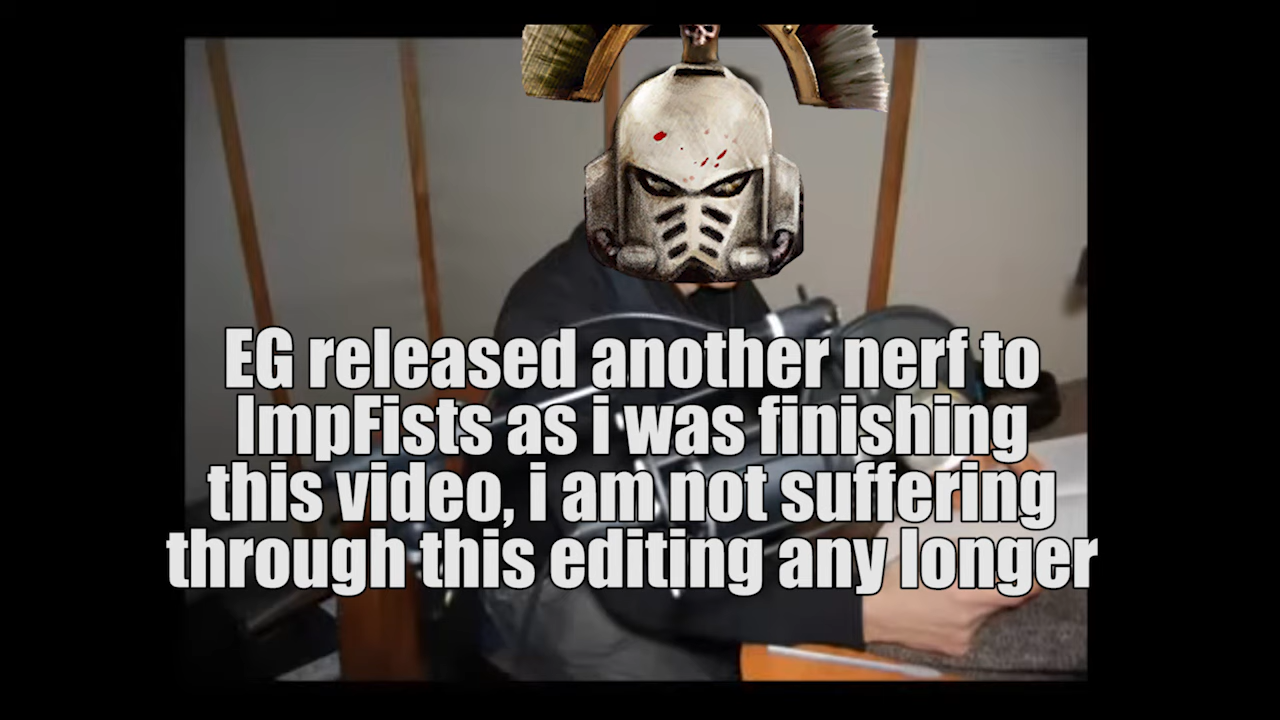 EG released another nerf to
ImpFists as i was finishing
this video, i am not suffering
through this editing any longer